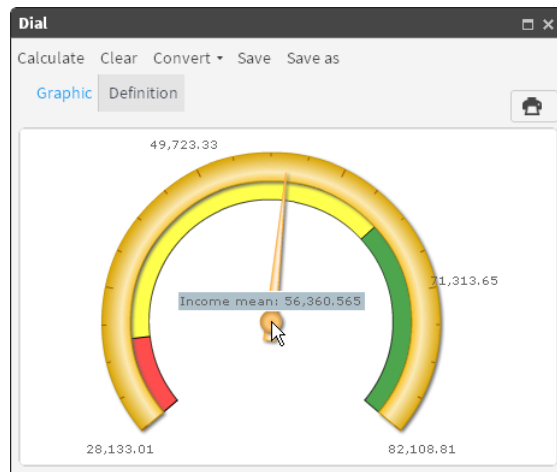 Dial
Calculate Clear Convert Save Save as
Graphic Definition
49,723.33
71,313.65
Income mean: 56,360.565
28,133.01 82,108.81